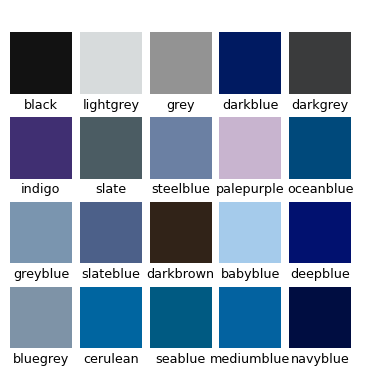 black lightgrey grey darkblue darkgrey
indigo slate steelblue palepurple oceanblue
greyblue slateblue darkbrown babyblue deepblue
bluegrey cerulean seablue mediumblue navyblue